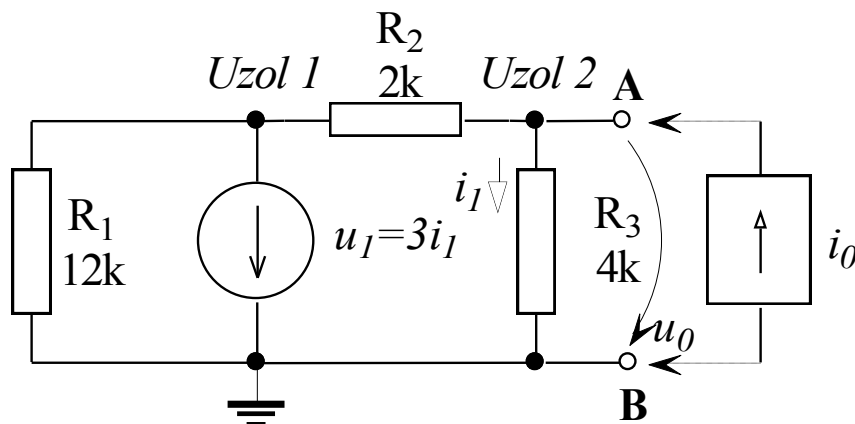 R₂
Uzol 1
2k
Uzol 2
A
i₁
R₁
12k
u₁=3i₁
R₃
4k
i₀
u₀
B